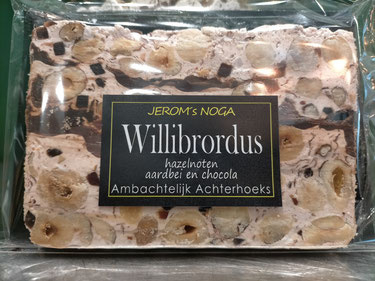 JEROM's NOGA
Willibrordus
hazelnoten
aardbei en chocola
Ambachtelijk Achterhoeks